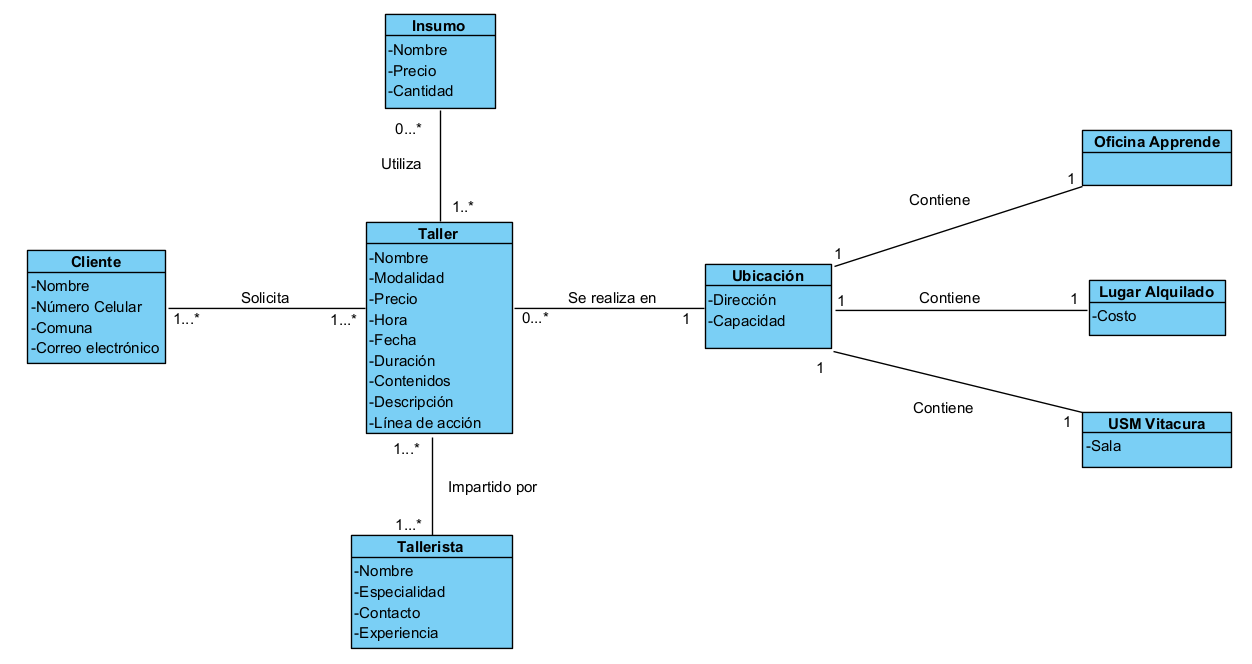 Insumo
-Nombre
-Precio
-Cantidad
0...*
Utiliza
1..*
Oficina Apprende
1
Contiene
1
Cliente
-Nombre
-Número Celular
-Comuna
-Correo electrónico
Solicita
1...*
1...*
Taller
-Nombre
-Modalidad
-Precio
-Hora
-Fecha
-Duración
-Contenidos
-Descripción
-Línea de acción
Se realiza en
0...*
1
Ubicación
-Dirección
-Capacidad
1
Contiene
1
Lugar Alquilado
-Costo
1
Contiene
1
USM Vitacura
-Sala
1...*
Impartido por
1...*
Tallerista
-Nombre
-Especialidad
-Contacto
-Experiencia